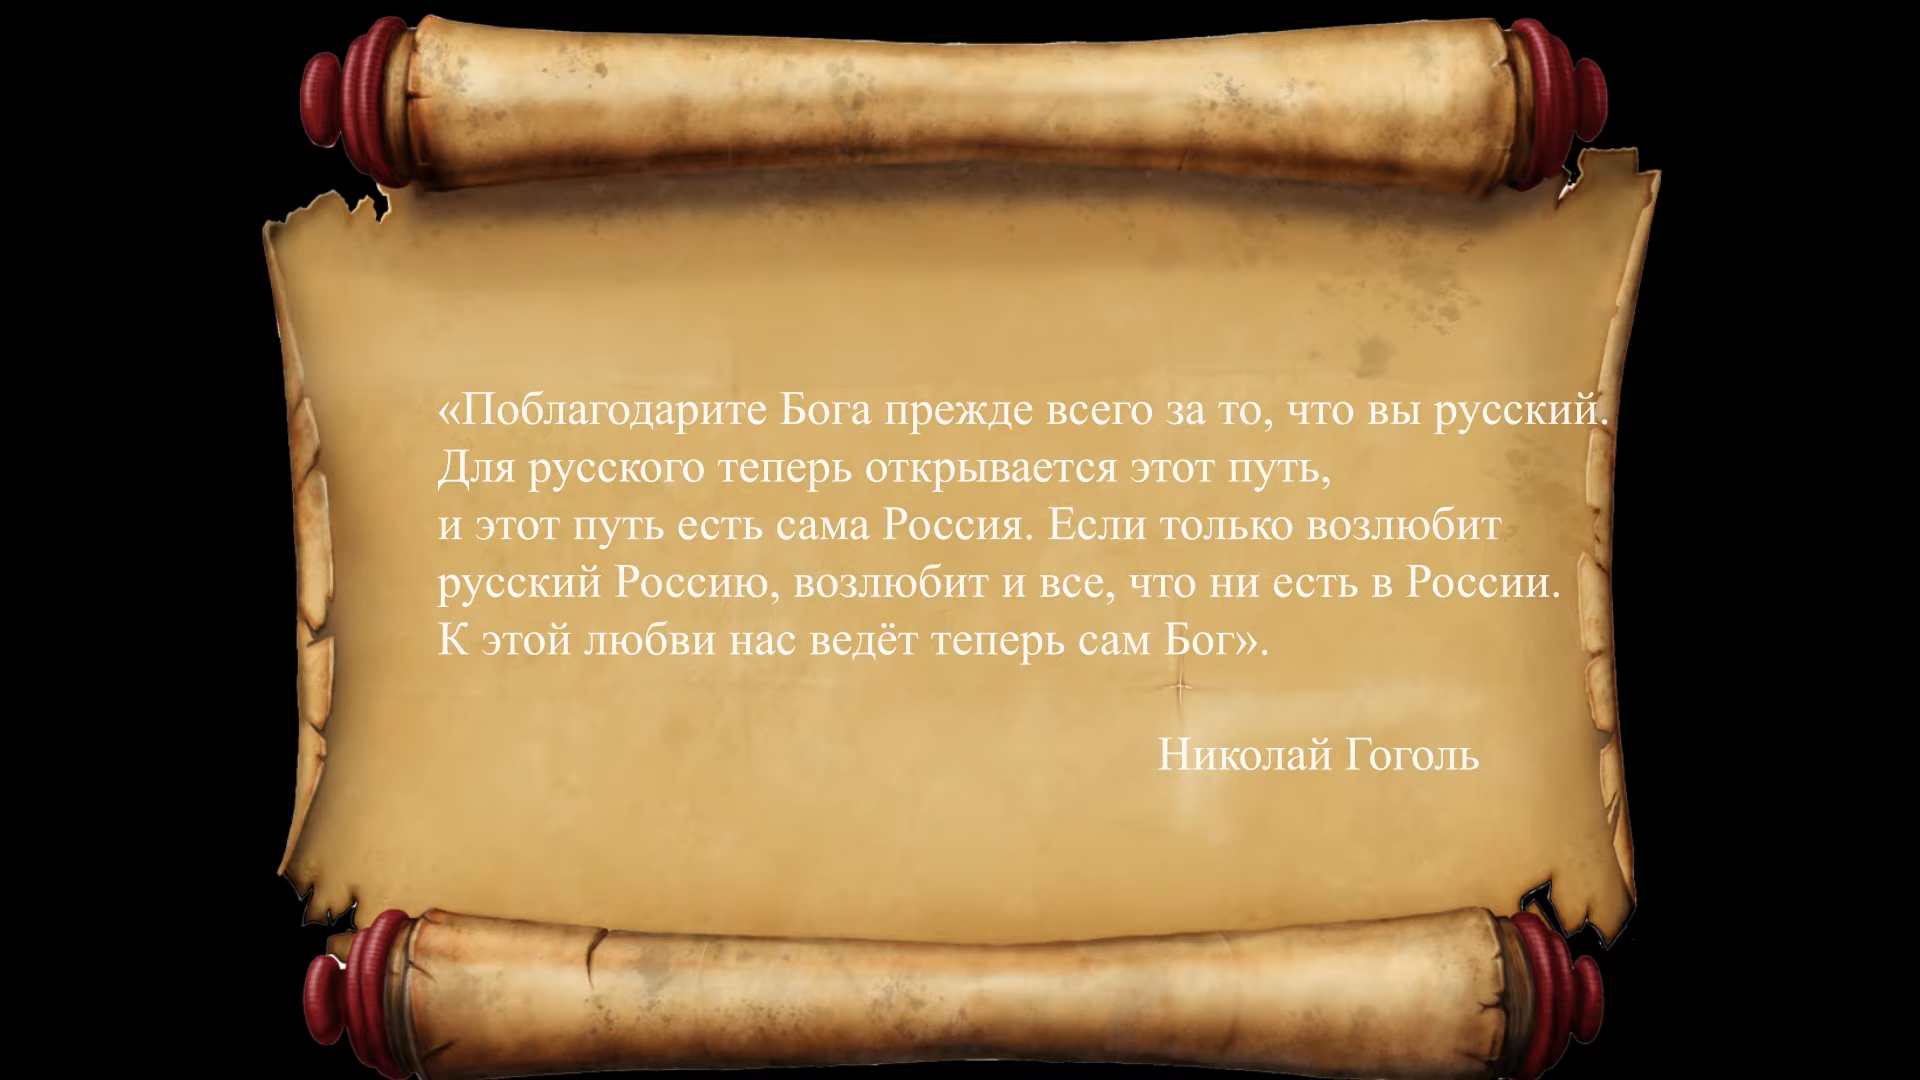 «Поблагодарите Бога прежде всего за то, что вы русский.
Для русского теперь открывается этот путь,
и этот путь есть сама Россия. Если только возлюбит
русский Россию, возлюбит и все, что ни есть в России.
К этой любви нас ведёт теперь сам Бог».
Николай Гоголь